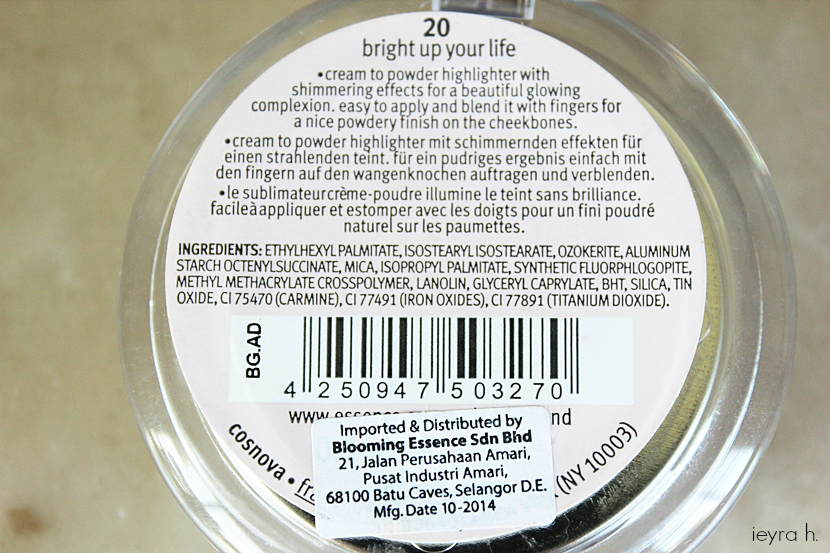 20
bright up your life
•cream to powder highlighter with
shimmering effects for a beautiful glowing
complexion. easy to apply and blend it with fingers for
a nice powdery finish on the cheekbones.
•cream to powder highlighter mit schimmernden effekten für
einen strahlenden teint. für ein pudriges ergebnis einfach mit
den fingern auf den wangenknochen auftragen und verblenden.
•le sublimateur crème-poudre illumine le teint sans brillance.
facile à appliquer et estomper avec les doigts pour un fini poudré
naturel sur les paumettes.
INGREDIENTS: ETHYLHEXYL PALMITATE, ISOSTEARYL ISOSTEARATE, OZOKERITE, ALUMINUM
STARCH OCTENYLSUCCINATE, MICA, ISOPROPYL PALMITATE, SYNTHETIC FLUORPHLOGOPITE,
METHYL METHACRYLATE CROSSPOLYMER, LANOLIN, GLYCERYL CAPRYLATE, BHT, SILICA, TIN
OXIDE, CI 75470 (CARMINE), CI 77491 (IRON OXIDES), CI 77891 (TITANIUM DIOXIDE).
BG.AD
4 250947 503270
cosnova •
(NY 10003)
Imported & Distributed by
Blooming Essence Sdn Bhd
21, Jalan Perusahaan Amari,
Pusat Industri Amari,
68100 Batu Caves, Selangor D.E.
Mfg. Date 10-2014
ieyra h.